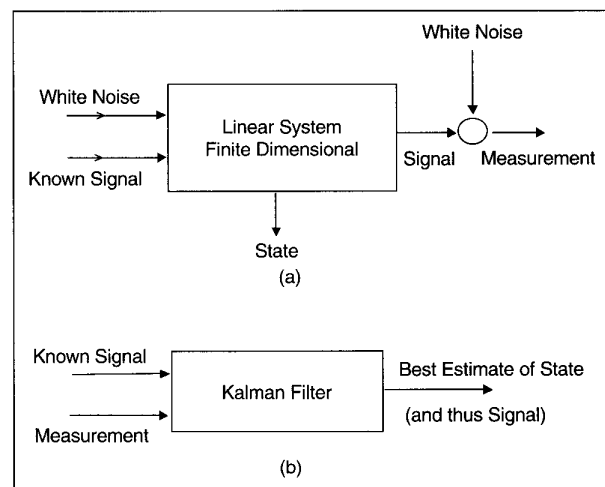 White Noise
White Noise
Linear System
Finite Dimensional
Known Signal
Signal
Measurement
State
(a)
Known Signal
Kalman Filter
Best Estimate of State
(and thus Signal)
Measurement
(b)